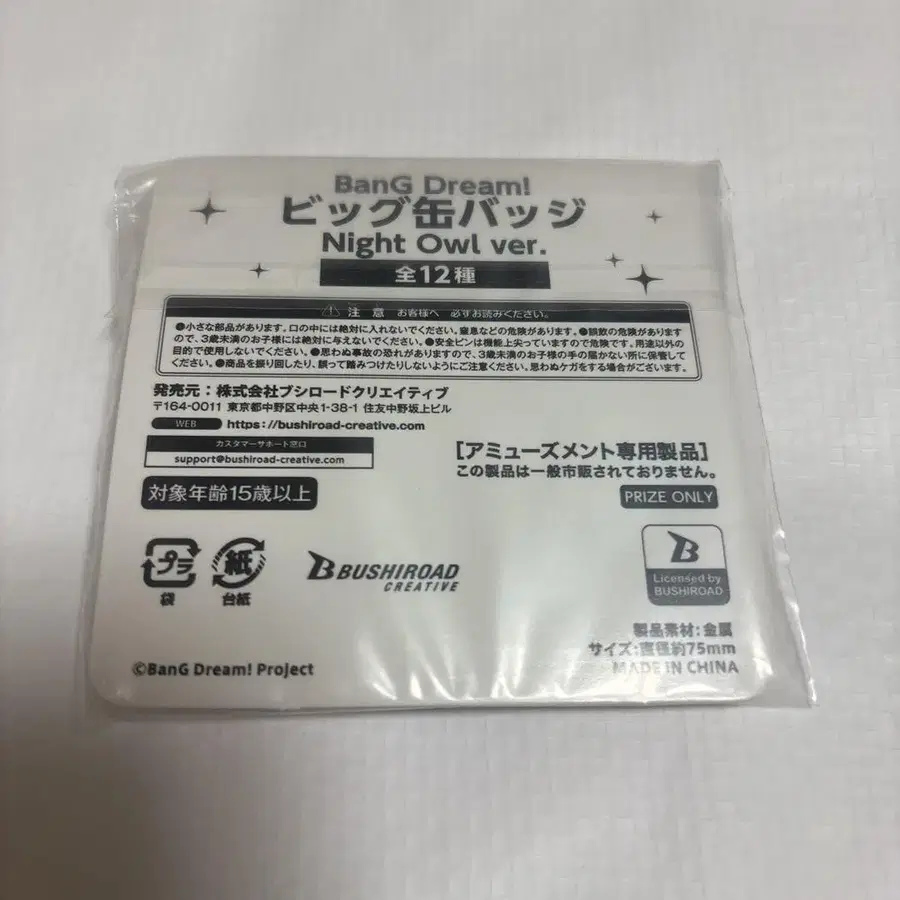 BanG Dream!
ビッグ缶バッジ
Night Owl ver.
全12種
注 意 お客様へ 必ずお読みください。
●小さな部品があります。口の中には絶対に入れないでください。窒息などの危険があります。●誤飲の危険があります
ので、3歳未満のお子様には絶対に与えないでください。●安全ピンは機能上尖っていますので危険です。用途以外の
目的で使用しないでください。●思わぬ事故の恐れがありますので、3歳未満のお子様の手の届かない所に保管して
ください。●商品を振り回したり、誤って踏みつけたりしないようにご注意ください。思わぬケガをする場合がございます。
発売元:株式会社ブシロードクリエイティブ
〒164-0011 東京都中野区中央1-38-1 住友中野坂上ビル
WEB https://bushiroad-creative.com
カスタマーサポート窓口
support@bushiroad-creative.com
[アミューズメント専用製品]
この製品は一般市販されておりません。
対象年齢15歳以上
PRIZE ONLY
プラ
袋
紙
台紙
BUSHIROAD
CREATIVE
B
Licensed by
BUSHIROAD
製品素材:金属
サイズ:直径約75mm
MADE IN CHINA
©BanG Dream! Project